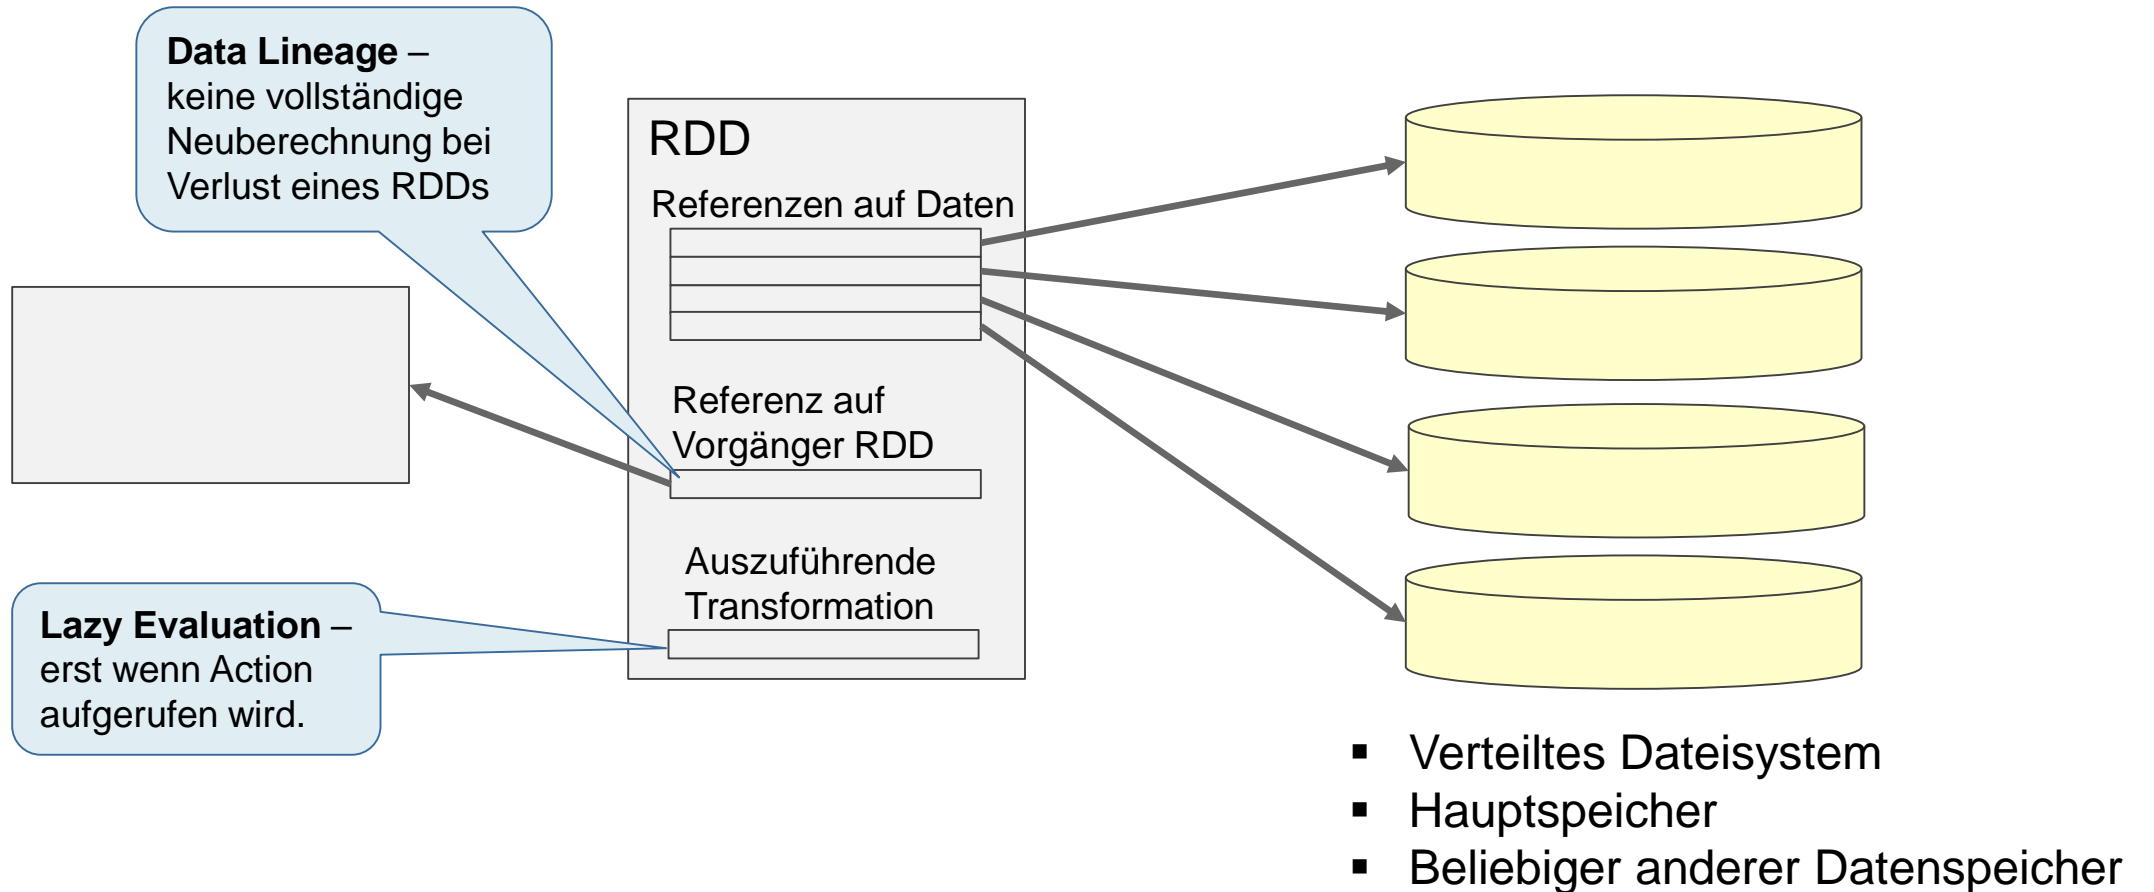 Data Lineage –
keine vollständige
Neuberechnung bei
Verlust eines RDDs
RDD
Referenzen auf Daten
Referenz auf
Vorgänger RDD
Auszuführende
Transformation
Lazy Evaluation –
erst wenn Action
aufgerufen wird.
▪ Verteiltes Dateisystem
▪ Hauptspeicher
▪ Beliebiger anderer Datenspeicher